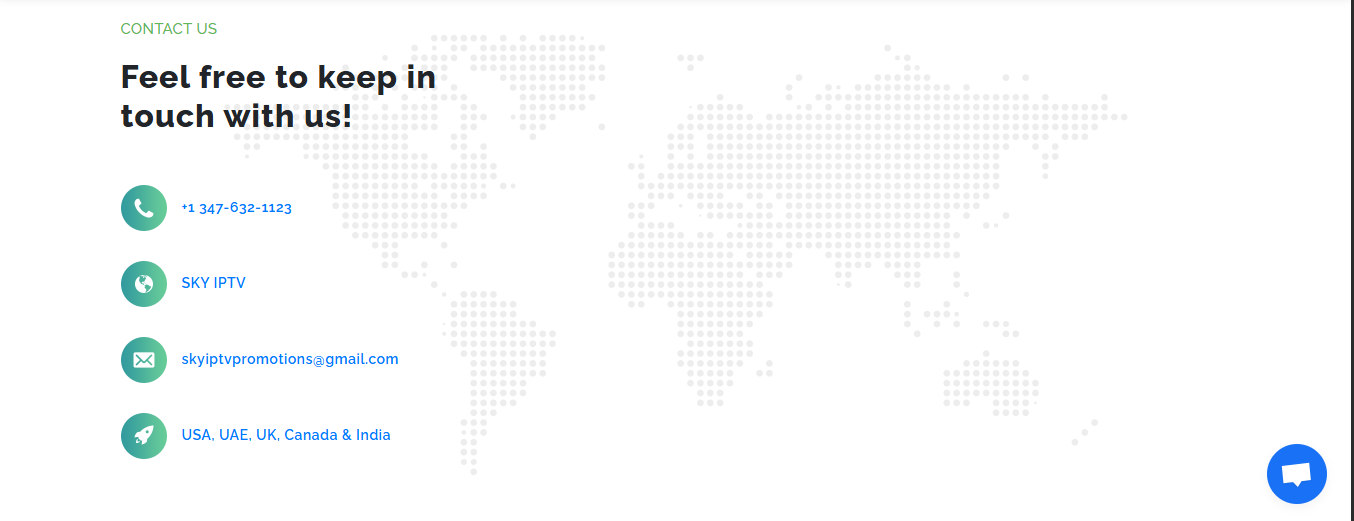 CONTACT US
Feel free to keep in
touch with us!
+1 347-632-1123
SKY IPTV
skyiptvpromotions@gmail.com
USA, UAE, UK, Canada & India